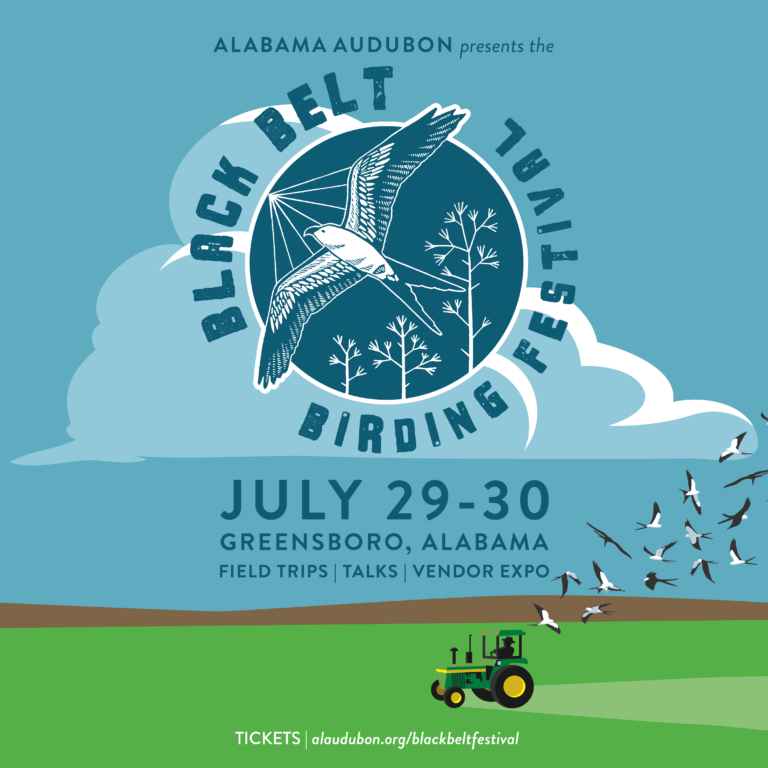 ALABAMA AUDUBON presents the
BLACK BELT
BIRDING FESTIVAL
JULY 29-30
GREENSBORO, ALABAMA
FIELD TRIPS | TALKS | VENDOR EXPO
TICKETS | alaudubon.org/blackbeltfestival